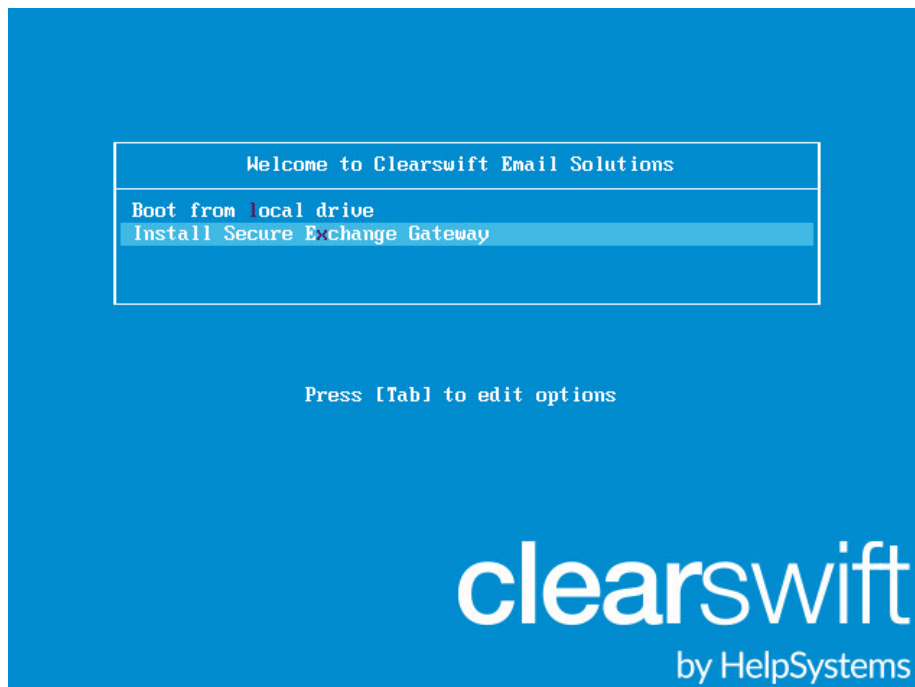 Welcome to Clearswift Email Solutions
Boot from local drive
Install Secure Exchange Gateway
Press [Tab] to edit options
clearswift
by HelpSystems